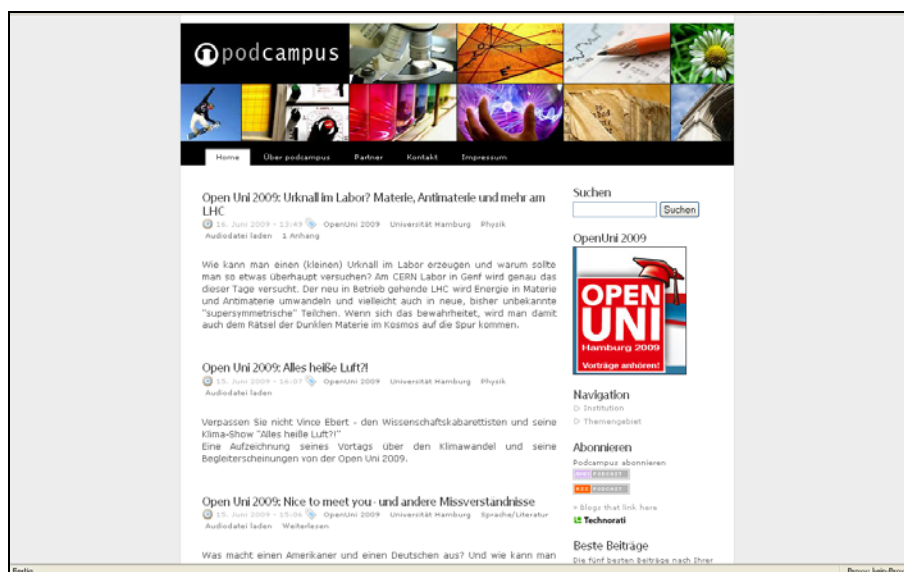 podcampus
Home Über podcampus Partner Kontakt Impressum
Open Uni 2009: Urknall im Labor? Materie, Antimaterie und mehr am
LHC
16. Juni 2009 - 13:49 OpenUni 2009 Universität Hamburg Physik
Audiodatei laden 1 Anhang
Wie kann man einen (kleinen) Urknall im Labor erzeugen und warum sollte
man so etwas überhaupt versuchen? Am CERN Labor in Genf wird genau das
dieser Tage versucht. Der neu in Betrieb gehende LHC wird Energie in Materie
und Antimaterie umwandeln und vielleicht auch in neue, bisher unbekannte
"supersymmetrische" Teilchen. Wenn sich das bewahrheitet, wird man damit
auch dem Rätsel der Dunklen Materie im Kosmos auf die Spur kommen.
Open Uni 2009: Alles heiße Luft?!
15. Juni 2009 - 16:07 OpenUni 2009 Universität Hamburg Physik
Audiodatei laden
Verpassen Sie nicht Vince Ebert - den Wissenschaftskabarettisten und seine
Klima-Show "Alles heiße Luft?!"
Eine Aufzeichnung seines Vortags über den Klimawandel und seine
Begleiterscheinungen von der Open Uni 2009.
Open Uni 2009: Nice to meet you - und andere Missverständnisse
15. Juni 2009 - 15:06 OpenUni 2009 Universität Hamburg Sprache/Literatur
Audiodatei laden Weiterlesen
Was macht einen Amerikaner und einen Deutschen aus? Und wie kann man
Suchen
Suchen
OpenUni 2009
OPEN
UNI
Hamburg 2009
Vorträge anhören!
Navigation
Institution
Themengebiet
Abonnieren
Podcampus abonnieren
PODCAST
RSS PODCAST
» Blogs that link here
Technorati
Beste Beiträge
Die fünf besten Beiträge nach Ihrer
Fertig